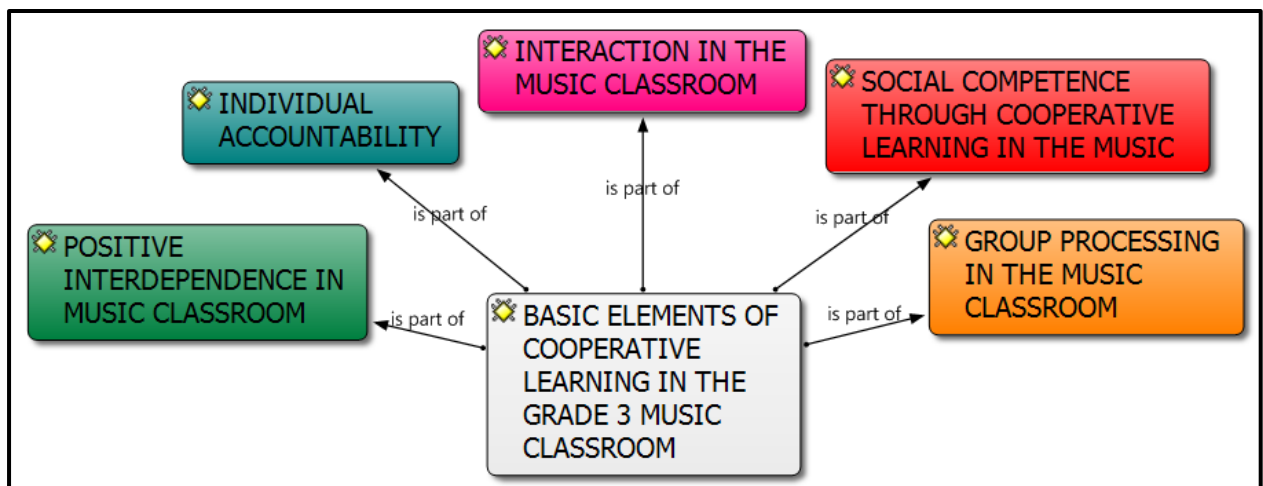 INTERACTION IN THE
MUSIC CLASSROOM
SOCIAL COMPETENCE
THROUGH COOPERATIVE
LEARNING IN THE MUSIC
INDIVIDUAL
ACCOUNTABILITY
is part of
is part of
is part of
POSITIVE
INTERDEPENDENCE IN
MUSIC CLASSROOM
GROUP PROCESSING
IN THE MUSIC
CLASSROOM
is part of
is part of
BASIC ELEMENTS OF
COOPERATIVE
LEARNING IN THE
GRADE 3 MUSIC
CLASSROOM